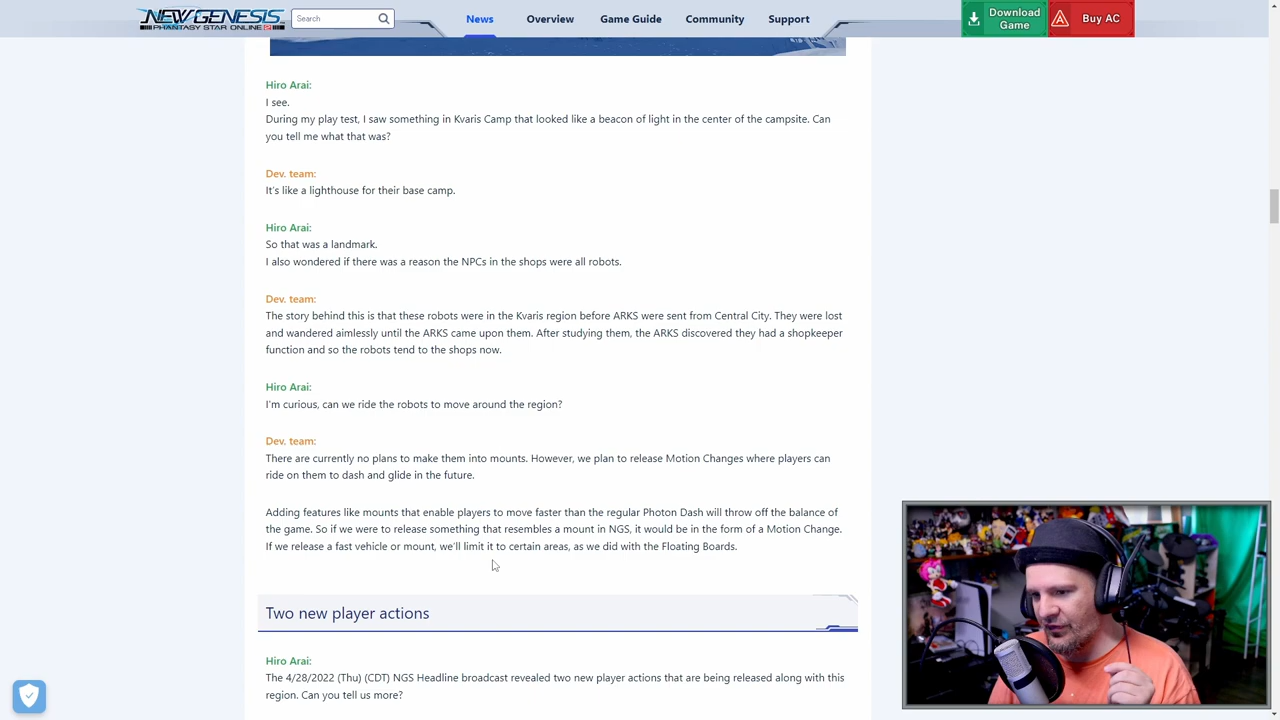 NEW GENESIS
PHANTASY STAR ONLINE 2
Search
News
Overview
Game Guide
Community
Support
Download
Game
Buy AC
Hiro Arai:
I see.
During my play test, I saw something in Kvaris Camp that looked like a beacon of light in the center of the campsite. Can
you tell me what that was?
Dev. team:
It's like a lighthouse for their base camp.
Hiro Arai:
So that was a landmark.
I also wondered if there was a reason the NPCs in the shops were all robots.
Dev. team:
The story behind this is that these robots were in the Kvaris region before ARKS were sent from Central City. They were lost
and wandered aimlessly until the ARKS came upon them. After studying them, the ARKS discovered they had a shopkeeper
function and so the robots tend to the shops now.
Hiro Arai:
I'm curious, can we ride the robots to move around the region?
Dev. team:
There are currently no plans to make them into mounts. However, we plan to release Motion Changes where players can
ride on them to dash and glide in the future.
Adding features like mounts that enable players to move faster than the regular Photon Dash will throw off the balance of
the game. So if we were to release something that resembles a mount in NGS, it would be in the form of a Motion Change.
If we release a fast vehicle or mount, we'll limit it to certain areas, as we did with the Floating Boards.
Two new player actions
Hiro Arai:
The 4/28/2022 (Thu) (CDT) NGS Headline broadcast revealed two new player actions that are being released along with this
region. Can you tell us more?